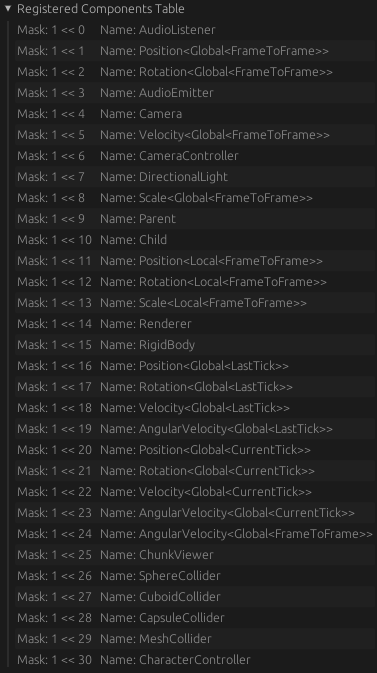 ▼ Registered Components Table
Mask: 1 << 0 Name: AudioListener
Mask: 1 << 1 Name: Position<Global<FrameToFrame>>
Mask: 1 << 2 Name: Rotation<Global<FrameToFrame>>
Mask: 1 << 3 Name: AudioEmitter
Mask: 1 << 4 Name: Camera
Mask: 1 << 5 Name: Velocity<Global<FrameToFrame>>
Mask: 1 << 6 Name: CameraController
Mask: 1 << 7 Name: DirectionalLight
Mask: 1 << 8 Name: Scale<Global<FrameToFrame>>
Mask: 1 << 9 Name: Parent
Mask: 1 << 10 Name: Child
Mask: 1 << 11 Name: Position<Local<FrameToFrame>>
Mask: 1 << 12 Name: Rotation<Local<FrameToFrame>>
Mask: 1 << 13 Name: Scale<Local<FrameToFrame>>
Mask: 1 << 14 Name: Renderer
Mask: 1 << 15 Name: RigidBody
Mask: 1 << 16 Name: Position<Global<LastTick>>
Mask: 1 << 17 Name: Rotation<Global<LastTick>>
Mask: 1 << 18 Name: Velocity<Global<LastTick>>
Mask: 1 << 19 Name: AngularVelocity<Global<LastTick>>
Mask: 1 << 20 Name: Position<Global<CurrentTick>>
Mask: 1 << 21 Name: Rotation<Global<CurrentTick>>
Mask: 1 << 22 Name: Velocity<Global<CurrentTick>>
Mask: 1 << 23 Name: AngularVelocity<Global<CurrentTick>>
Mask: 1 << 24 Name: AngularVelocity<Global<FrameToFrame>>
Mask: 1 << 25 Name: ChunkViewer
Mask: 1 << 26 Name: SphereCollider
Mask: 1 << 27 Name: CuboidCollider
Mask: 1 << 28 Name: CapsuleCollider
Mask: 1 << 29 Name: MeshCollider
Mask: 1 << 30 Name: CharacterController